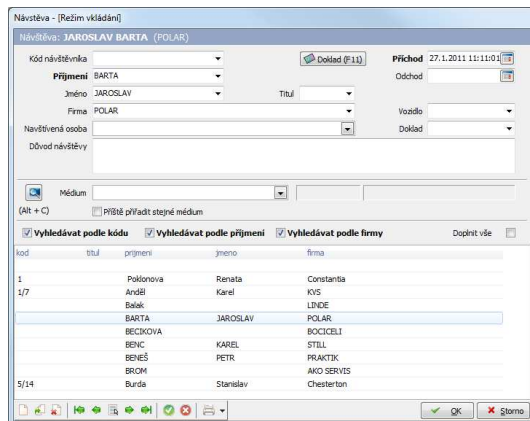 Návštěva - [Režim vkládání]
Návštěva: JAROSLAV BARTA (POLAR)
Kód návštěvníka Doklad (F11) Příchod 27.1.2011 11:11:01
Příjmení BARTA Odchod
Jméno JAROSLAV Titul
Firma POLAR Vozidlo
Navštívená osoba Doklad
Důvod návštěvy
Médium
(Alt + C) Příště přiřadit stejné médium
Vyhledávat podle kódu Vyhledávat podle příjmení Vyhledávat podle firmy Doplnit vše
kod titul prijmeni jmeno firma
1 Poklonova Renata Constantia
1/7 Anděl Karel KVS
Balak LINDE
BARTA JAROSLAV POLAR
BECIKOVA BOCICELI
BENC KAREL STILL
BENEŠ PETR PRAKTIK
BROM AKO SERVIS
5/14 Burda Stanislav Chesterton
OK Storno